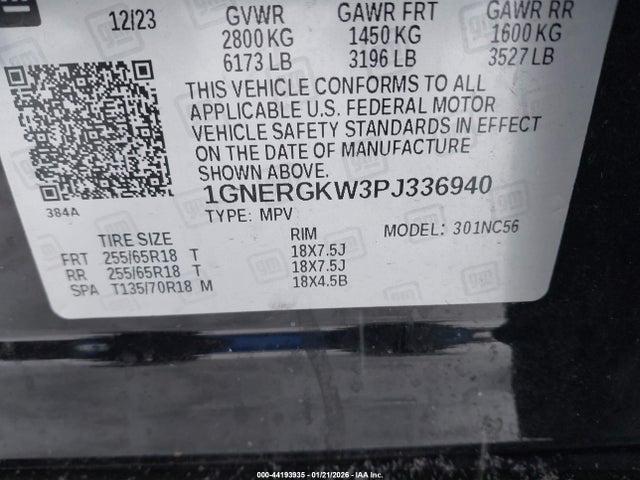 12/23 GVWR GAWR FRT GAWR RR
2800 KG 1450 KG 1600 KG
6173 LB 3196 LB 3527 LB
THIS VEHICLE CONFORMS TO ALL
APPLICABLE U.S. FEDERAL MOTOR
VEHICLE SAFETY STANDARDS IN EFFECT
ON THE DATE OF MANUFACTURE
SHOWN ABOVE.
1GNERGKW3PJ336940
384A
TYPE: MPV MODEL: 301NC56
TIRE SIZE RIM
FRT 255/65R18 T 18X7.5J
RR 255/65R18 T 18X7.5J
SPA T135/70R18 M 18X4.5B
000-44193935 - 01/21/2026 - IAA Inc.